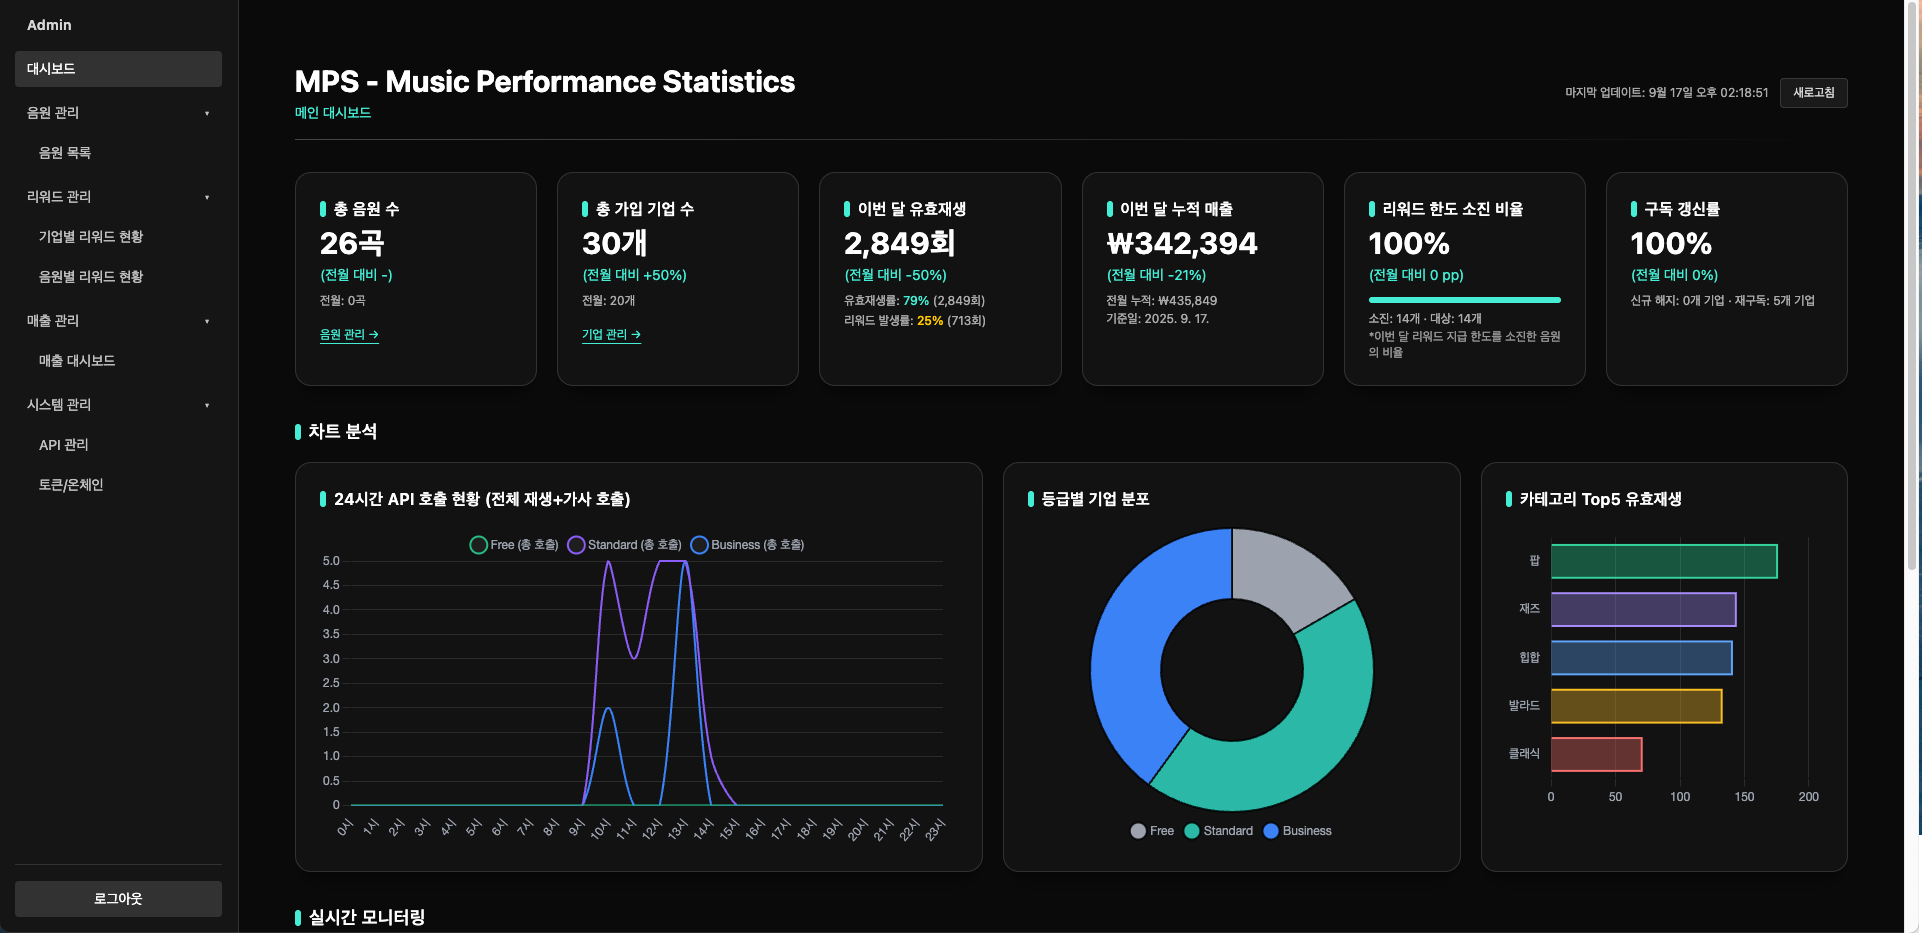 Admin
대시보드
음원 관리 ▾
음원 목록
리워드 관리 ▾
기업별 리워드 현황
음원별 리워드 현황
매출 관리 ▾
매출 대시보드
시스템 관리 ▾
API 관리
토큰/온체인
로그아웃
MPS - Music Performance Statistics
메인 대시보드
마지막 업데이트: 9월 17일 오후 02:18:51
새로고침
총 음원 수
26곡
(전월 대비 -)
전월: 0곡
음원 관리 →
총 가입 기업 수
30개
(전월 대비 +50%)
전월: 20개
기업 관리 →
이번 달 유효재생
2,849회
(전월 대비 -50%)
유효재생률: 79% (2,849회)
리워드 발생률: 25% (713회)
이번 달 누적 매출
₩342,394
(전월 대비 -21%)
전월 누적: ₩435,849
기준일: 2025. 9. 17.
리워드 한도 소진 비율
100%
(전월 대비 0 pp)
소진: 14개 · 대상: 14개
*이번 달 리워드 지급 한도를 소진한 음원
의 비율
구독 갱신률
100%
(전월 대비 0%)
신규 해지: 0개 기업 · 재구독: 5개 기업
차트 분석
24시간 API 호출 현황 (전체 재생+가사 호출)
Free (총 호출) Standard (총 호출) Business (총 호출)
5.0
4.5
4.0
3.5
3.0
2.5
2.0
1.5
1.0
0.5
0
0시 1시 2시 3시 4시 5시 6시 7시 8시 9시 10시 11시 12시 13시 14시 15시 16시 17시 18시 19시 20시 21시 22시 23시
등급별 기업 분포
Free Standard Business
카테고리 Top5 유효재생
팝
재즈
힙합
발라드
클래식
0 50 100 150 200
실시간 모니터링